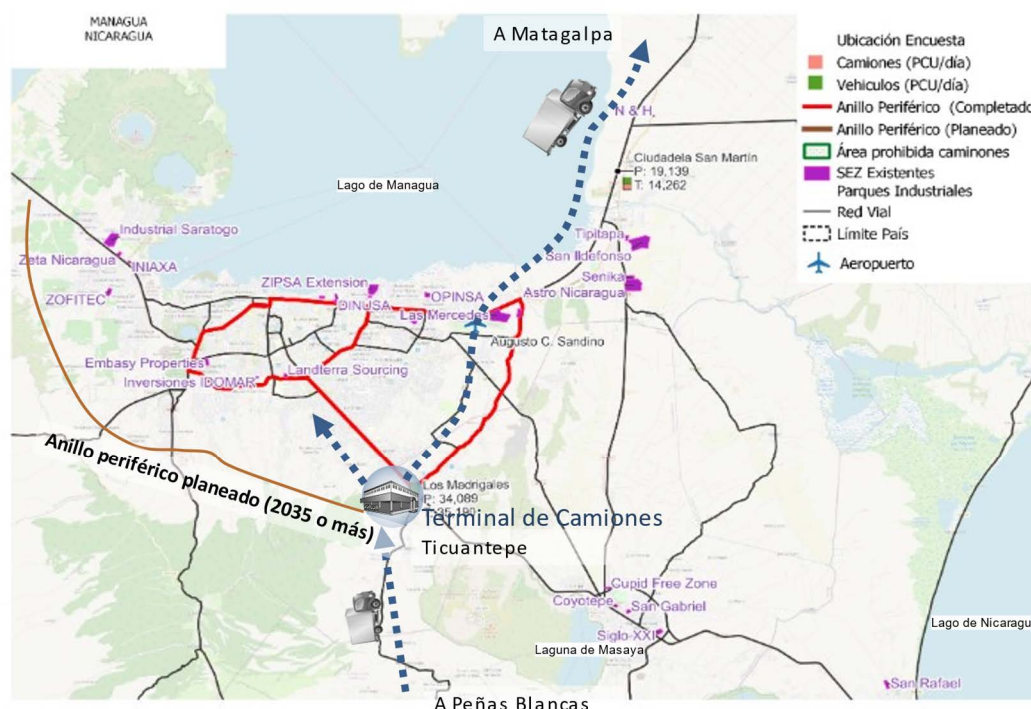 MANAGUA
NICARAGUA
A Matagalpa
Ubicación Encuesta
Camiones (PCU/día)
Vehiculos (PCU/día)
Anillo Periférico (Completado
Anillo Periférico (Planeado)
Área prohibida caminones
SEZ Existentes
Parques Industriales
Red Vial
Límite País
Aeropuerto
N & H,
Ciudadela San Martín
P: 19,139
T: 14,262
Lago de Managua
Industrial Saratogo
Zeta Nicaragua
INIAXA
ZOFITEC
Tipitapa
San Ildefonso
Senika
Astro Nicaragua
ZIPSA Extension
DINUSA
OPINSA
Las Mercedes
Augusto C. Sandino
Embasy Properties
Inversiones IDOMAR
Landterra Sourcing
Anillo periférico planeado (2035 o más)
Los Madrigales
P: 34,089
Terminal de Camiones
Ticuantepe
Cupid Free Zone
Coyotepe
San Gabriel
Siglo XXI
Laguna de Masaya
Lago de Nicaragu
San Rafael
A Peñas Blancas